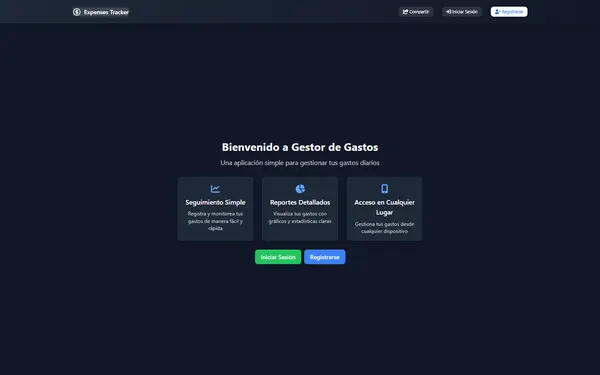 Expenses Tracker
Compartir
Iniciar Sesión
Registrarse
Bienvenido a Gestor de Gastos
Una aplicación simple para gestionar tus gastos diarios
Seguimiento Simple
Registra y monitorea tus
gastos de manera fácil y
rápida
Reportes Detallados
Visualiza tus gastos con
gráficos y estadísticas claras
Acceso en Cualquier
Lugar
Gestiona tus gastos desde
cualquier dispositivo
Iniciar Sesión
Registrarse